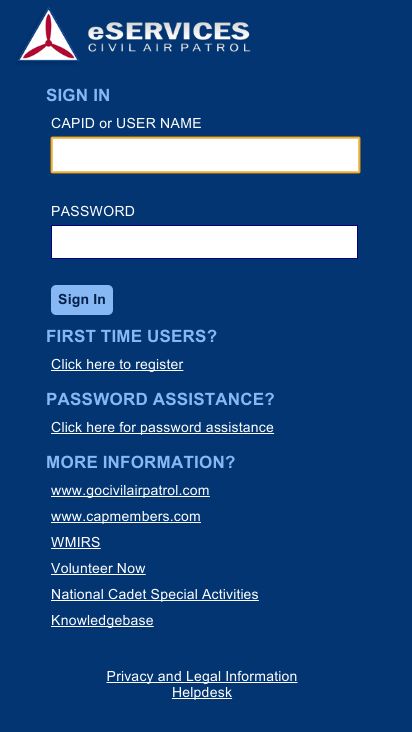 eSERVICES
CIVIL AIR PATROL
SIGN IN
CAPID or USER NAME
PASSWORD
Sign In
FIRST TIME USERS?
Click here to register
PASSWORD ASSISTANCE?
Click here for password assistance
MORE INFORMATION?
www.gocivilairpatrol.com
www.capmembers.com
WMIRS
Volunteer Now
National Cadet Special Activities
Knowledgebase
Privacy and Legal Information
Helpdesk